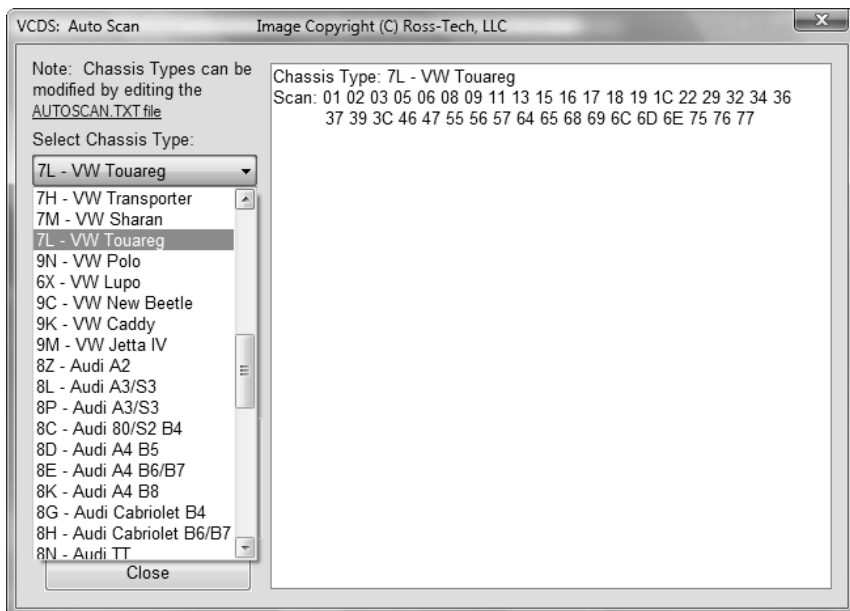 VCDS: Auto Scan
Image Copyright (C) Ross-Tech, LLC
Note: Chassis Types can be
modified by editing the
AUTOSCAN.TXT file
Select Chassis Type:
7L - VW Touareg
7H - VW Transporter
7M - VW Sharan
7L - VW Touareg
9N - VW Polo
6X - VW Lupo
9C - VW New Beetle
9K - VW Caddy
9M - VW Jetta IV
8Z - Audi A2
8L - Audi A3/S3
8P - Audi A3/S3
8C - Audi 80/S2 B4
8D - Audi A4 B5
8E - Audi A4 B6/B7
8K - Audi A4 B8
8G - Audi Cabriolet B4
8H - Audi Cabriolet B6/B7
8N - Audi TT
Close
Chassis Type: 7L - VW Touareg
Scan: 01 02 03 05 06 08 09 11 13 15 16 17 18 19 1C 22 29 32 34 36
37 39 3C 46 47 55 56 57 64 65 68 69 6C 6D 6E 75 76 77